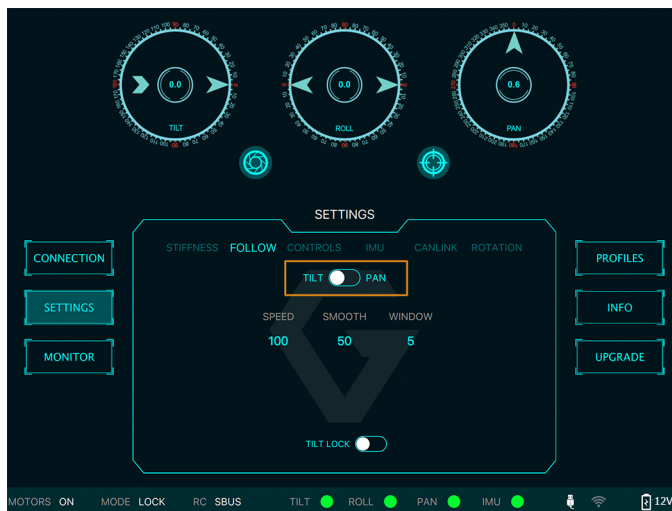 0.0
TILT
0.0
ROLL
0.6
PAN
SETTINGS
STIFFNESS FOLLOW CONTROLS IMU CANLINK ROTATION
CONNECTION
SETTINGS
MONITOR
TILT PAN
SPEED SMOOTH WINDOW
100 50 5
TILT LOCK
PROFILES
INFO
UPGRADE
MOTORS ON MODE LOCK RC SBUS TILT ROLL PAN IMU 12V